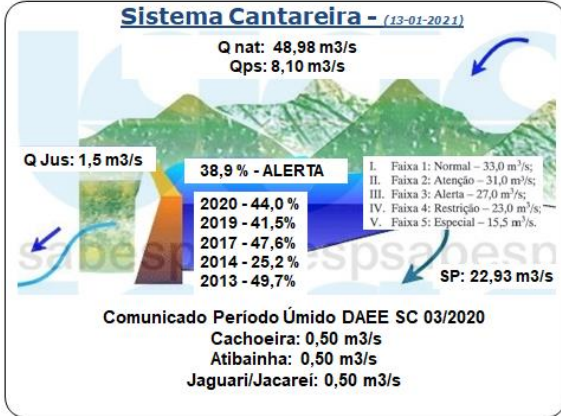 Sistema Cantareira - (13-01-2021)
Q nat: 48,98 m3/s
Qps: 8,10 m3/s
Q Jus: 1,5 m3/s
38,9 % - ALERTA
2020 - 44,0 %
2019 - 41,5%
2017 - 47,6%
2014 - 25,2 %
2013 - 49,7%
I. Faixa 1: Normal – 33,0 m³/s;
II. Faixa 2: Atenção – 31,0 m³/s;
III. Faixa 3: Alerta – 27,0 m³/s;
IV. Faixa 4: Restrição – 23,0 m³/s;
V. Faixa 5: Especial – 15,5 m³/s.
SP: 22,93 m3/s
Comunicado Período Úmido DAEE SC 03/2020
Cachoeira: 0,50 m3/s
Atibainha: 0,50 m3/s
Jaguari/Jacareí: 0,50 m3/s